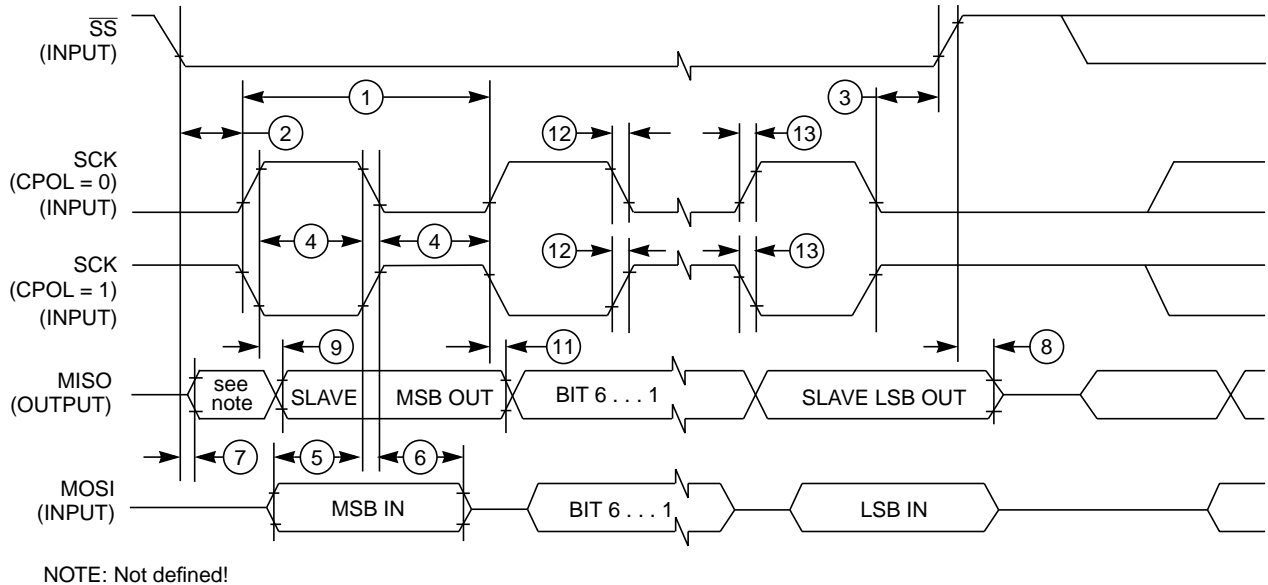 SS
(INPUT)
1
3
2
12
13
SCK
(CPOL = 0)
(INPUT)
4
4
12
13
SCK
(CPOL = 1)
(INPUT)
9
11
8
MISO
(OUTPUT)
see
note
SLAVE
MSB OUT
BIT 6 . . . 1
SLAVE LSB OUT
7
5
6
MOSI
(INPUT)
MSB IN
BIT 6 . . . 1
LSB IN
NOTE: Not defined!